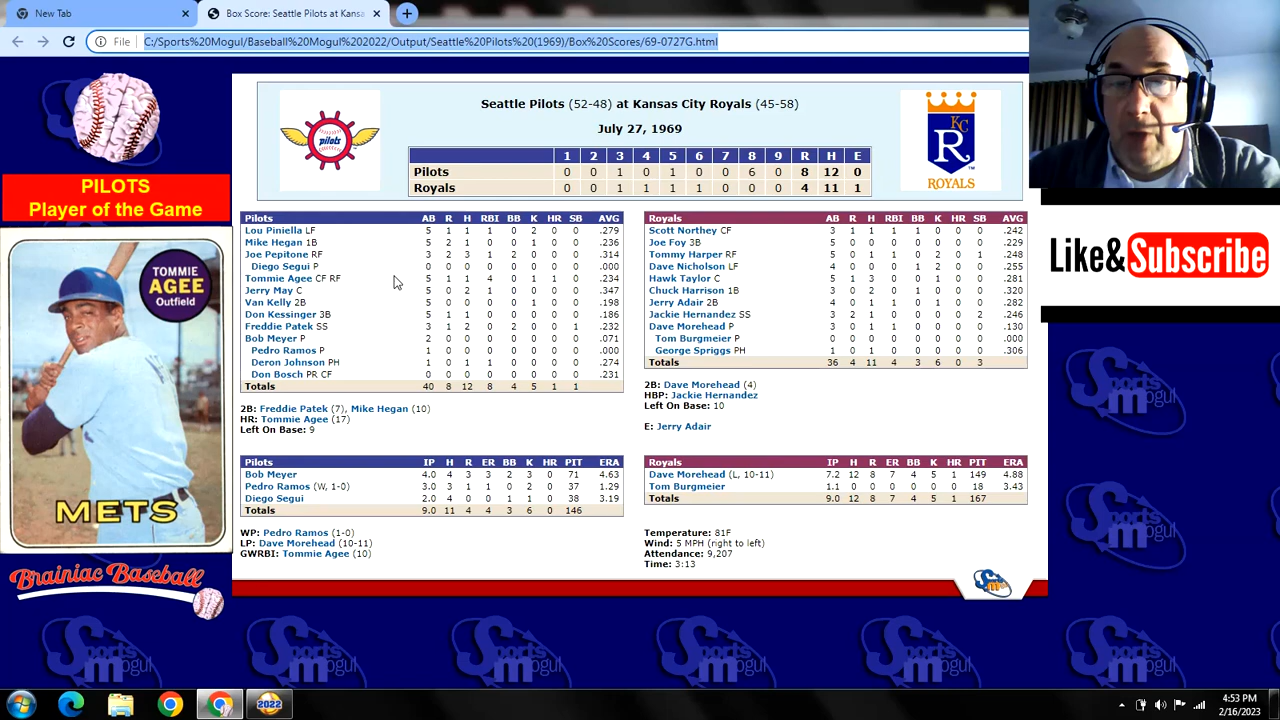 New Tab
Box Score: Seattle Pilots at Kansa
File
C:/Sports%20Mogul/Baseball%20Mogul%202022/Output/Seattle%20Pilots%20(1969)/Box%20Scores/69-0727G.html
PILOTS
Player of the Game
TOMMIE
AGEE
Outfield
METS
Brainiac Baseball
pilots
Seattle Pilots (52-48) at Kansas City Royals (45-58)
July 27, 1969
KC
R
ROYALS
1 2 3 4 5 6 7 8 9 R H E
Pilots 0 0 1 0 1 0 0 6 0 8 12 0
Royals 0 0 1 1 1 1 0 0 0 4 11 1
Pilots AB R H RBI BB K HR SB AVG
Lou Piniella LF 5 1 1 1 0 2 0 0 .279
Mike Hegan 1B 5 2 1 0 0 1 0 0 .236
Joe Pepitone RF 3 2 3 1 2 0 0 0 .314
Diego Segui P 0 0 0 0 0 0 0 0 .000
Tommie Agee CF RF 5 1 1 4 0 1 1 0 .234
Jerry May C 5 0 2 1 0 0 0 0 .347
Van Kelly 2B 5 0 0 0 0 1 0 0 .198
Don Kessinger 3B 5 1 1 0 0 0 0 0 .186
Freddie Patek SS 3 1 2 0 2 0 0 1 .232
Bob Meyer P 2 0 0 0 0 0 0 0 .071
Pedro Ramos P 1 0 0 0 0 0 0 0 .000
Deron Johnson PH 1 0 1 1 0 0 0 0 .274
Don Bosch PR CF 0 0 0 0 0 0 0 0 .231
Totals 40 8 12 8 4 5 1 1
2B: Freddie Patek (7), Mike Hegan (10)
HR: Tommie Agee (17)
Left On Base: 9
Royals AB R H RBI BB K HR SB AVG
Scott Northey CF 3 1 1 1 1 0 0 1 .242
Joe Foy 3B 5 0 0 0 0 0 0 0 .229
Tommy Harper RF 5 0 1 1 0 2 0 1 .248
Dave Nicholson LF 4 0 0 0 1 2 0 0 .255
Hawk Taylor C 5 1 3 0 0 1 0 0 .281
Chuck Harrison 1B 3 0 2 0 1 0 0 0 .320
Jerry Adair 2B 4 0 1 1 0 1 0 0 .282
Jackie Hernandez SS 3 2 1 0 0 0 0 1 .246
Dave Morehead P 3 0 1 1 0 0 0 0 .130
Tom Burgmeier P 0 0 0 0 0 0 0 0 .000
George Spriggs PH 1 0 1 0 0 0 0 0 .306
Totals 36 4 11 4 3 6 0 3
2B: Dave Morehead (4)
HBP: Jackie Hernandez
Left On Base: 10
E: Jerry Adair
Pilots IP H R ER BB K HR PIT ERA
Bob Meyer 4.0 4 3 3 2 3 0 71 4.63
Pedro Ramos (W, 1-0) 3.0 3 1 1 0 2 0 37 1.29
Diego Segui 2.0 4 0 0 1 1 0 38 3.19
Totals 9.0 11 4 4 3 6 0 146
Royals IP H R ER BB K HR PIT ERA
Dave Morehead (L, 10-11) 7.2 12 8 7 4 5 1 149 4.88
Tom Burgmeier 1.1 0 0 0 0 0 0 18 3.43
Totals 9.0 12 8 7 4 5 1 167
WP: Pedro Ramos (1-0)
LP: Dave Morehead (10-11)
GWRBI: Tommie Agee (10)
Temperature: 81F
Wind: 5 MPH (right to left)
Attendance: 9,207
Time: 3:13
Like& Subscribe
Sports Mogul
2022
4:53 PM
2/16/2023